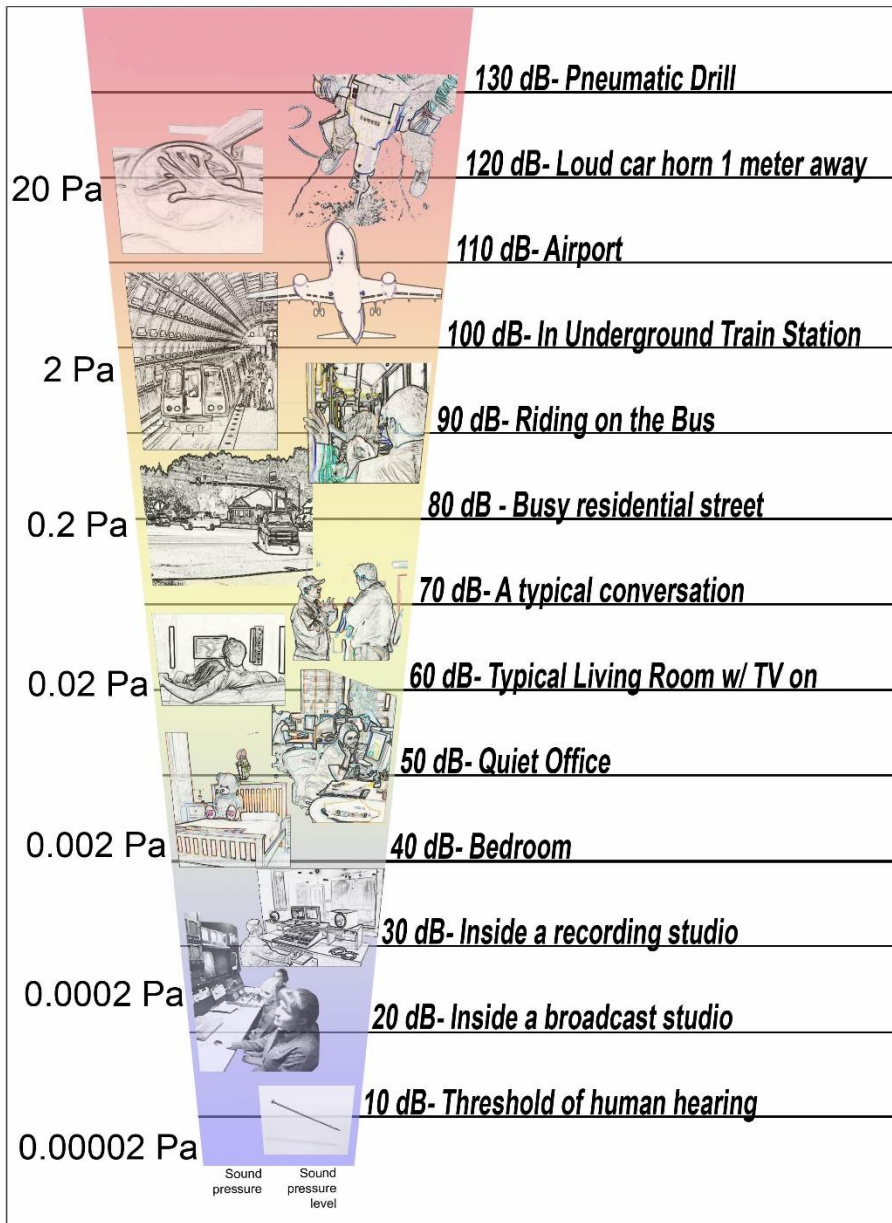 130 dB- Pneumatic Drill
120 dB- Loud car horn 1 meter away
20 Pa
110 dB- Airport
100 dB- In Underground Train Station
2 Pa
90 dB- Riding on the Bus
80 dB - Busy residential street
0.2 Pa
70 dB- A typical conversation
60 dB- Typical Living Room w/ TV on
0.02 Pa
50 dB- Quiet Office
0.002 Pa
40 dB- Bedroom
30 dB- Inside a recording studio
0.0002 Pa
20 dB- Inside a broadcast studio
10 dB- Threshold of human hearing
0.00002 Pa
Sound
pressure
Sound
pressure
level